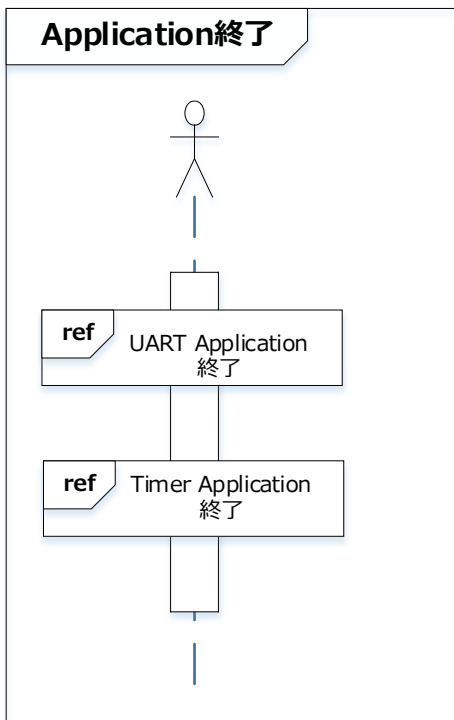 Application終了
ref
UART Application
終了
ref
Timer Application
終了